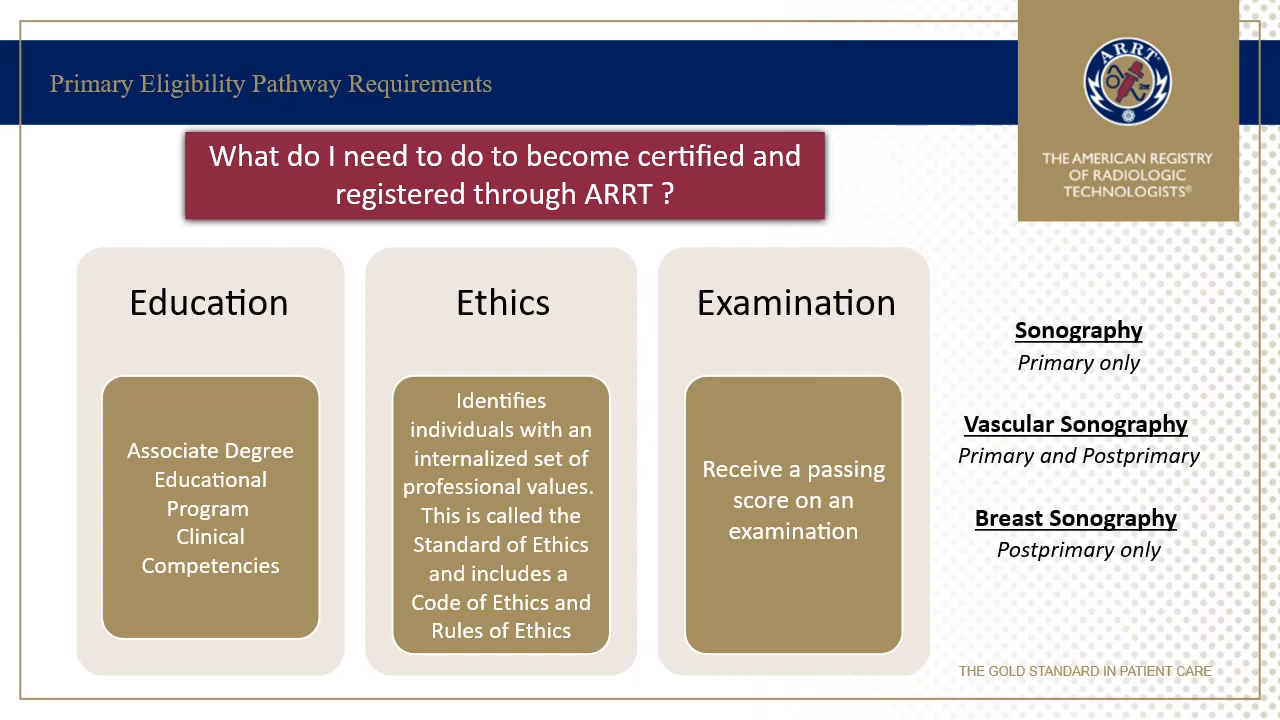 Primary Eligibility Pathway Requirements
ARRT
THE AMERICAN REGISTRY
OF RADIOLOGIC
TECHNOLOGISTS®
What do I need to do to become certified and
registered through ARRT ?
Education
Associate Degree
Educational
Program
Clinical
Competencies
Ethics
Identifies
individuals with an
internalized set of
professional values.
This is called the
Standard of Ethics
and includes a
Code of Ethics and
Rules of Ethics
Examination
Receive a passing
score on an
examination
Sonography
Primary only
Vascular Sonography
Primary and Postprimary
Breast Sonography
Postprimary only
THE GOLD STANDARD IN PATIENT CARE